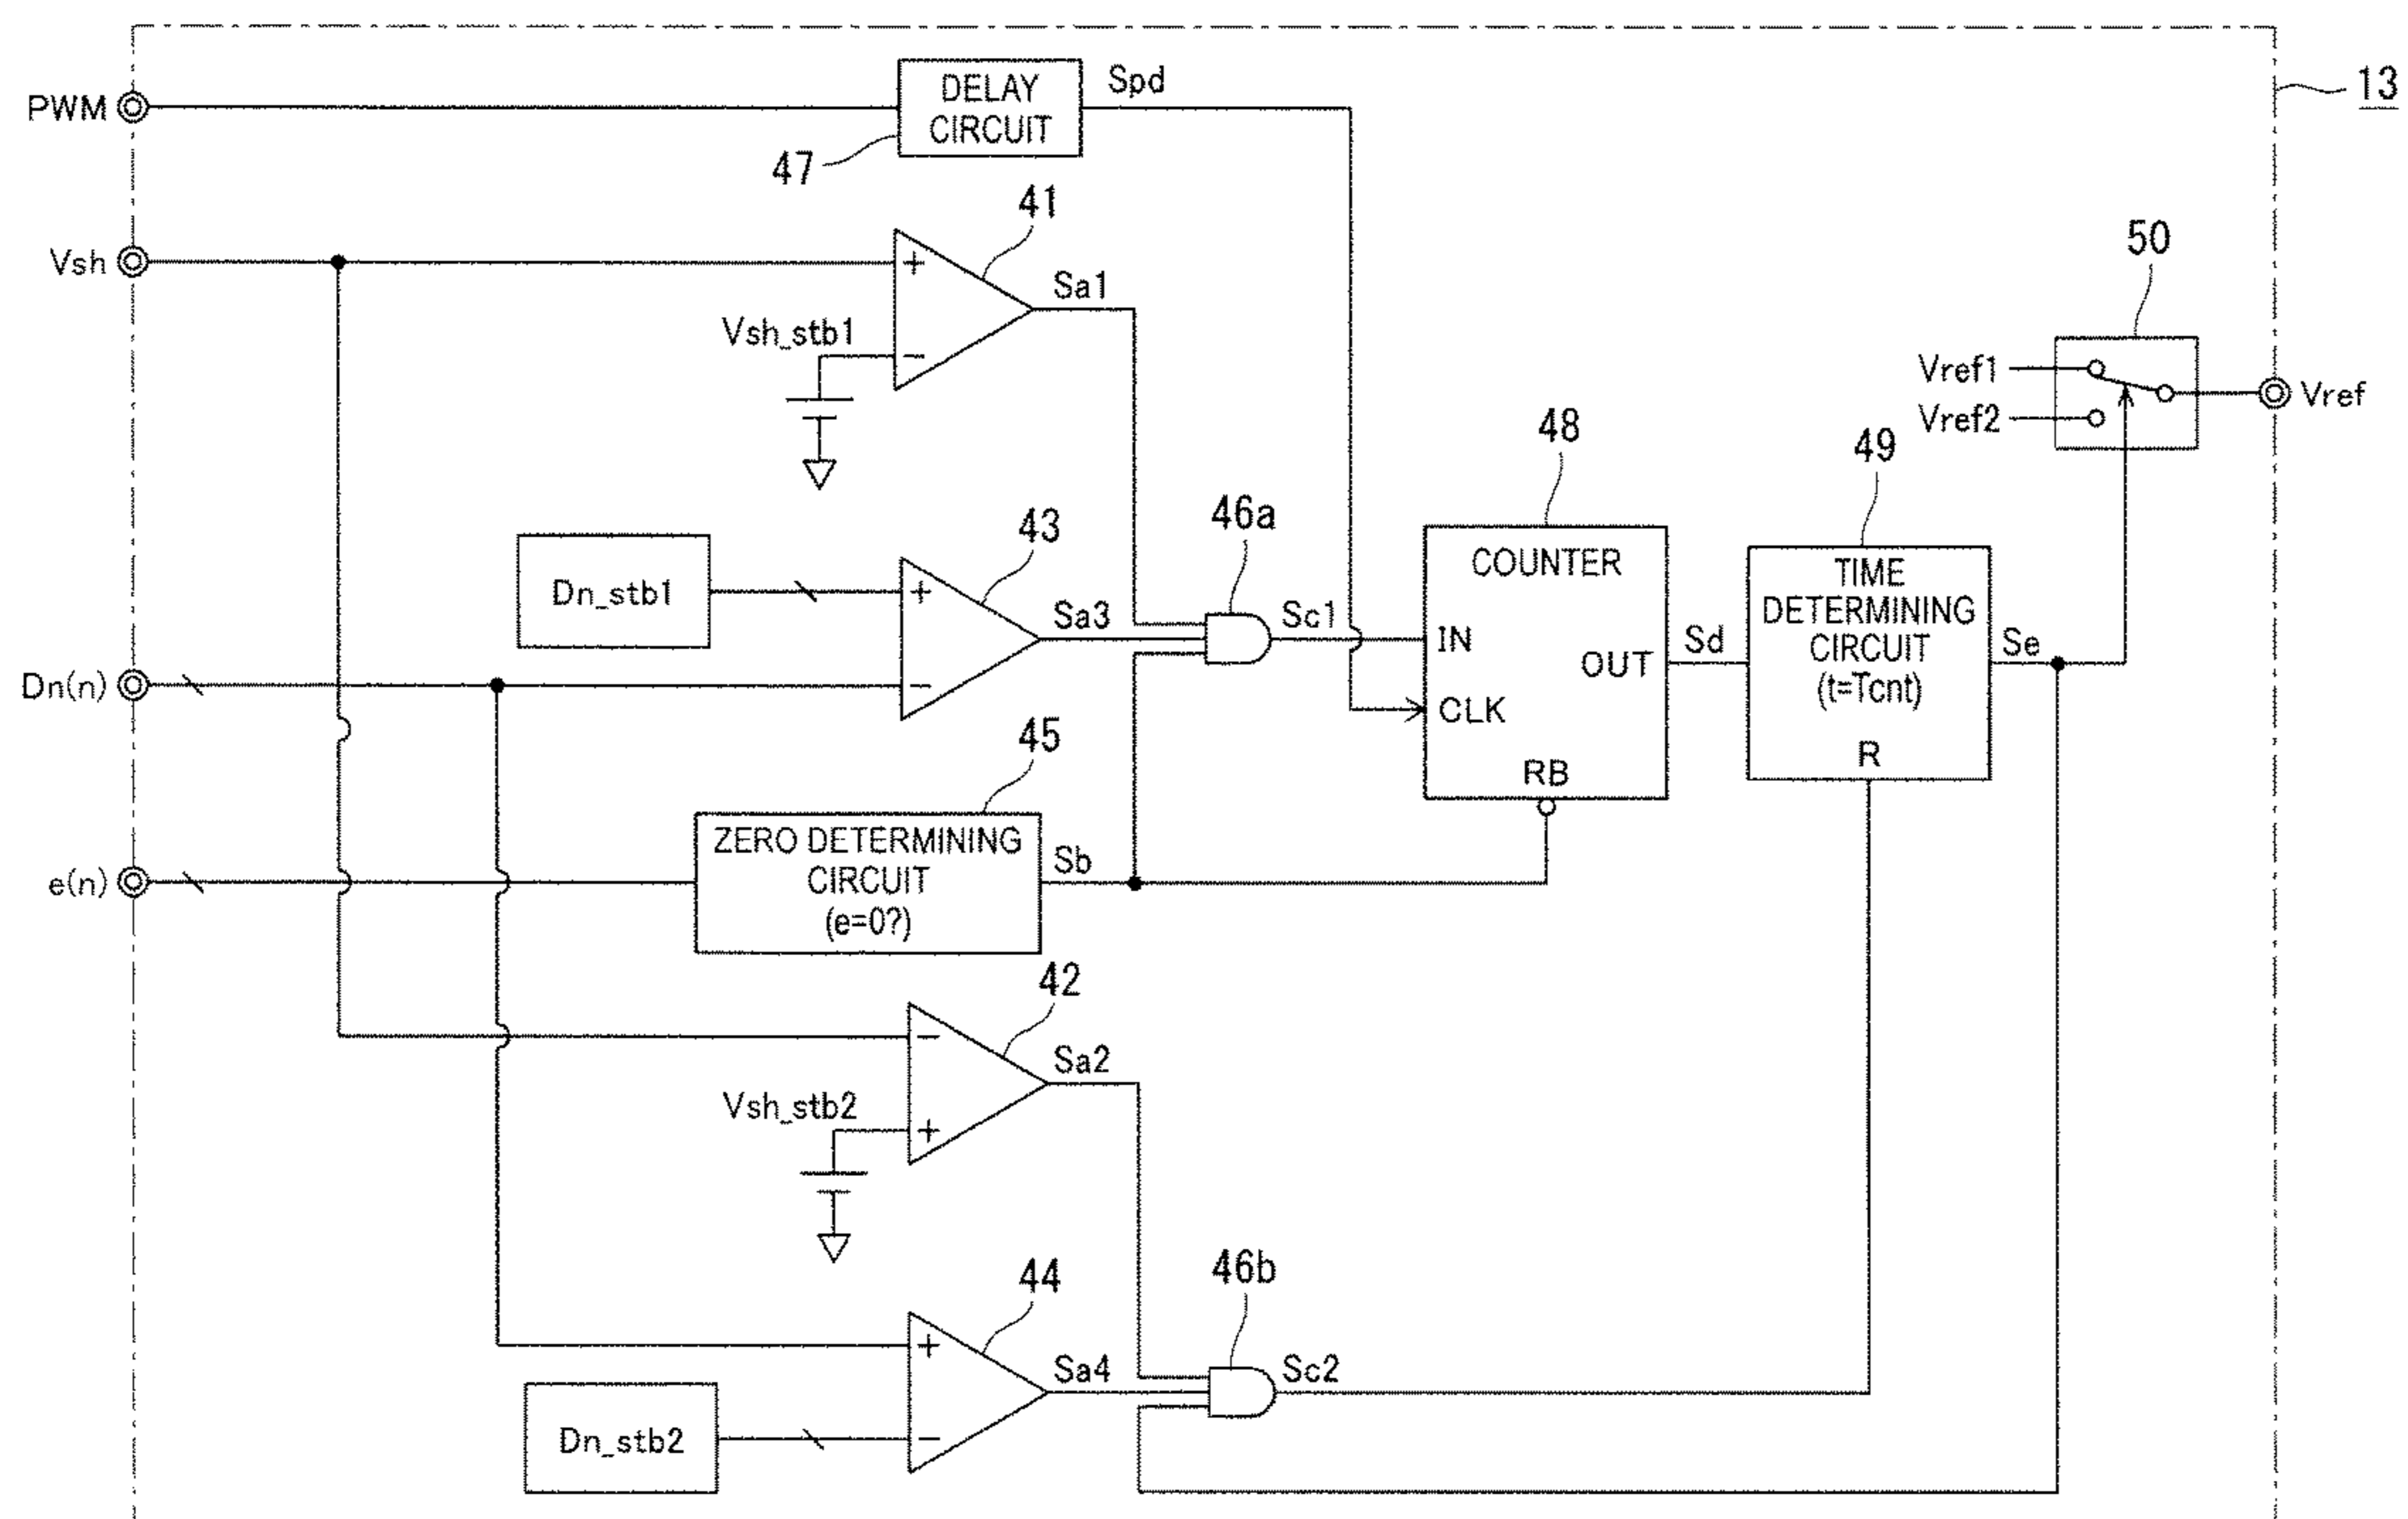 PWM
DELAY
CIRCUIT
Spd
13
47
Vsh
41
Sa1
Vsh_stb1
+
−
50
Vref1
Vref2
Vref
Dn_stb1
43
+
−
Sa3
46a
Sc1
48
COUNTER
IN
OUT
CLK
RB
Sd
49
TIME
DETERMINING
CIRCUIT
(t=Tcnt)
R
Se
Dn(n)
45
e(n)
ZERO DETERMINING
CIRCUIT
(e=0?)
Sb
42
−
+
Sa2
Vsh_stb2
44
+
−
Sa4
46b
Sc2
Dn_stb2